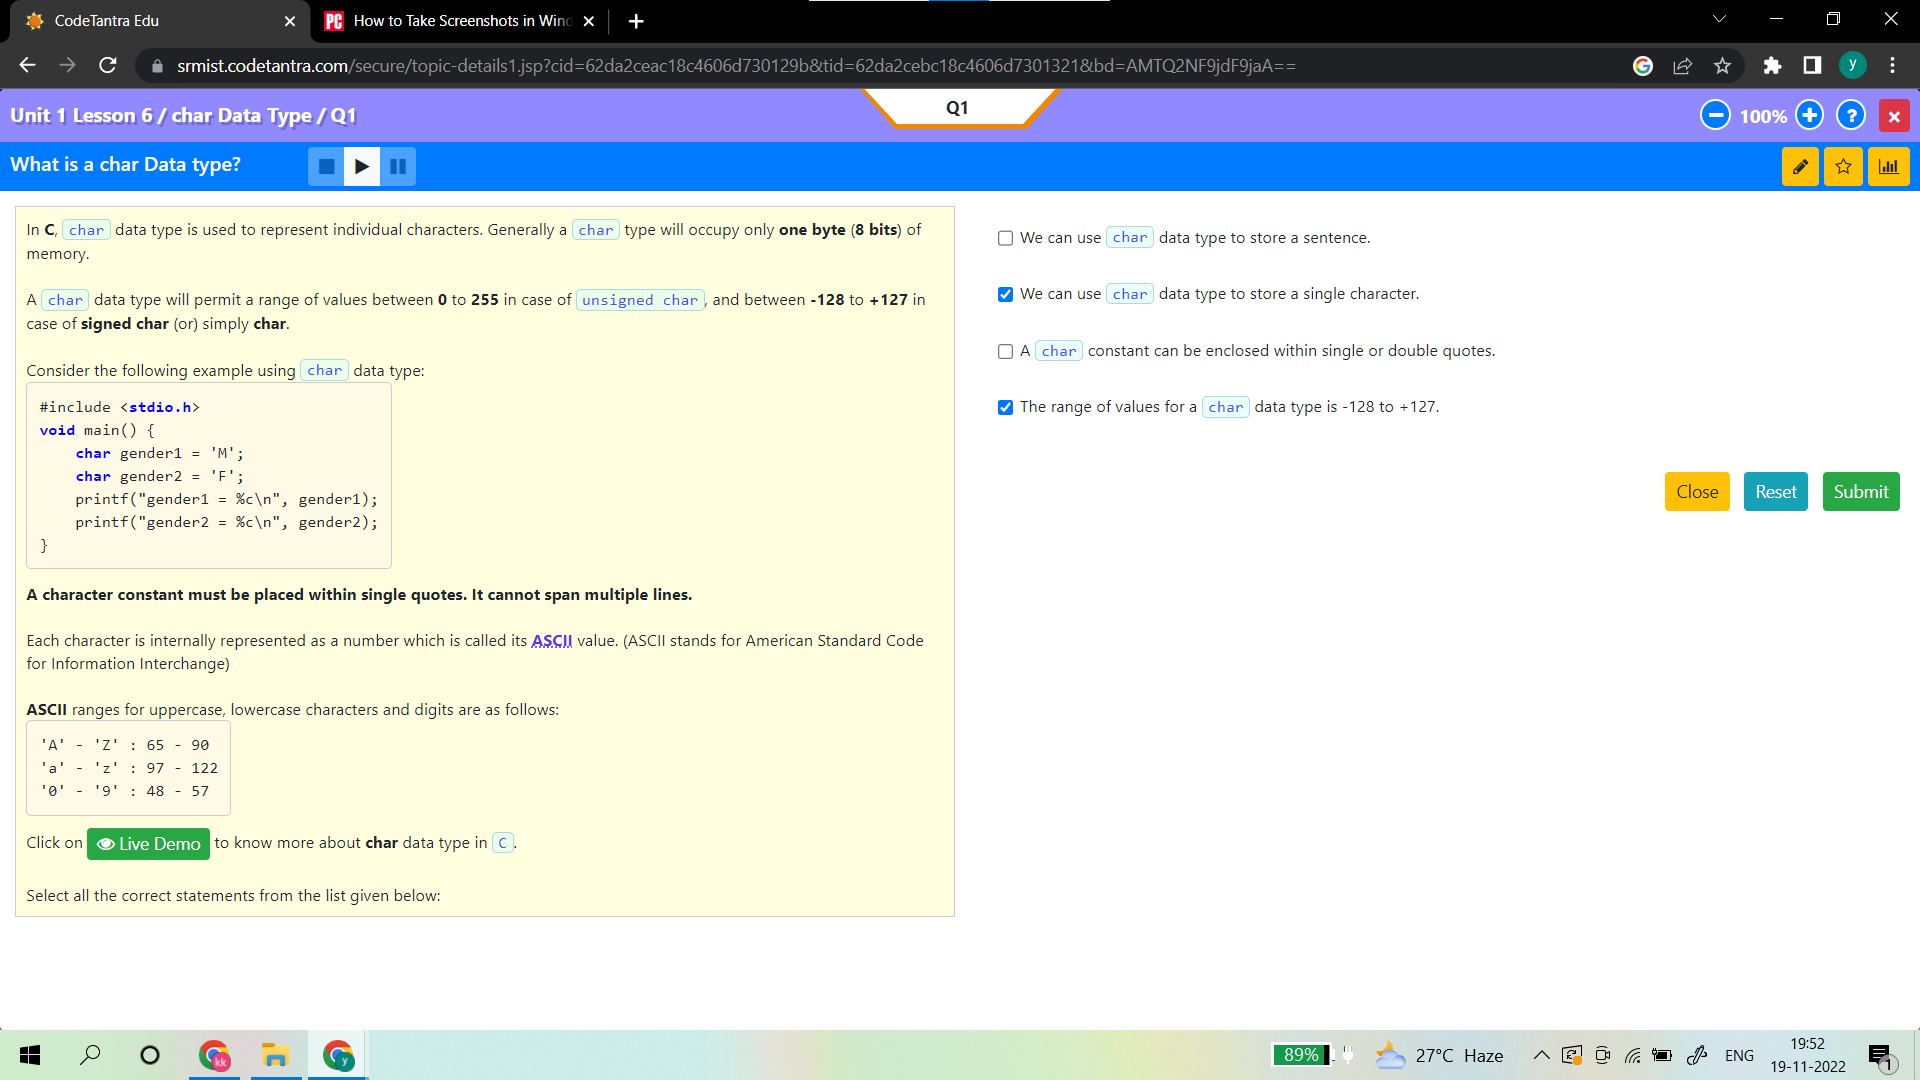 CodeTantra Edu
How to Take Screenshots in Wind
srmist.codetantra.com/secure/topic-details1.jsp?cid=62da2ceac18c4606d730129b&tid=62da2cebc18c4606d7301321&bd=AMTQ2NF9jdF9jaA==
y
Unit 1 Lesson 6 / char Data Type / Q1
Q1
100%
What is a char Data type?
In C, char data type is used to represent individual characters. Generally a char type will occupy only one byte (8 bits) of
memory.
A char data type will permit a range of values between 0 to 255 in case of unsigned char, and between -128 to +127 in
case of signed char (or) simply char.
Consider the following example using char data type:
#include <stdio.h>
void main() {
    char gender1 = 'M';
    char gender2 = 'F';
    printf("gender1 = %c\n", gender1);
    printf("gender2 = %c\n", gender2);
}
A character constant must be placed within single quotes. It cannot span multiple lines.
Each character is internally represented as a number which is called its ASCII value. (ASCII stands for American Standard Code
for Information Interchange)
ASCII ranges for uppercase, lowercase characters and digits are as follows:
'A' - 'Z' : 65 - 90
'a' - 'z' : 97 - 122
'0' - '9' : 48 - 57
Click on Live Demo to know more about char data type in C.
Select all the correct statements from the list given below:
We can use char data type to store a sentence.
We can use char data type to store a single character.
A char constant can be enclosed within single or double quotes.
The range of values for a char data type is -128 to +127.
Close
Reset
Submit
kk
y
89%
27°C Haze
ENG
19:52
19-11-2022
1